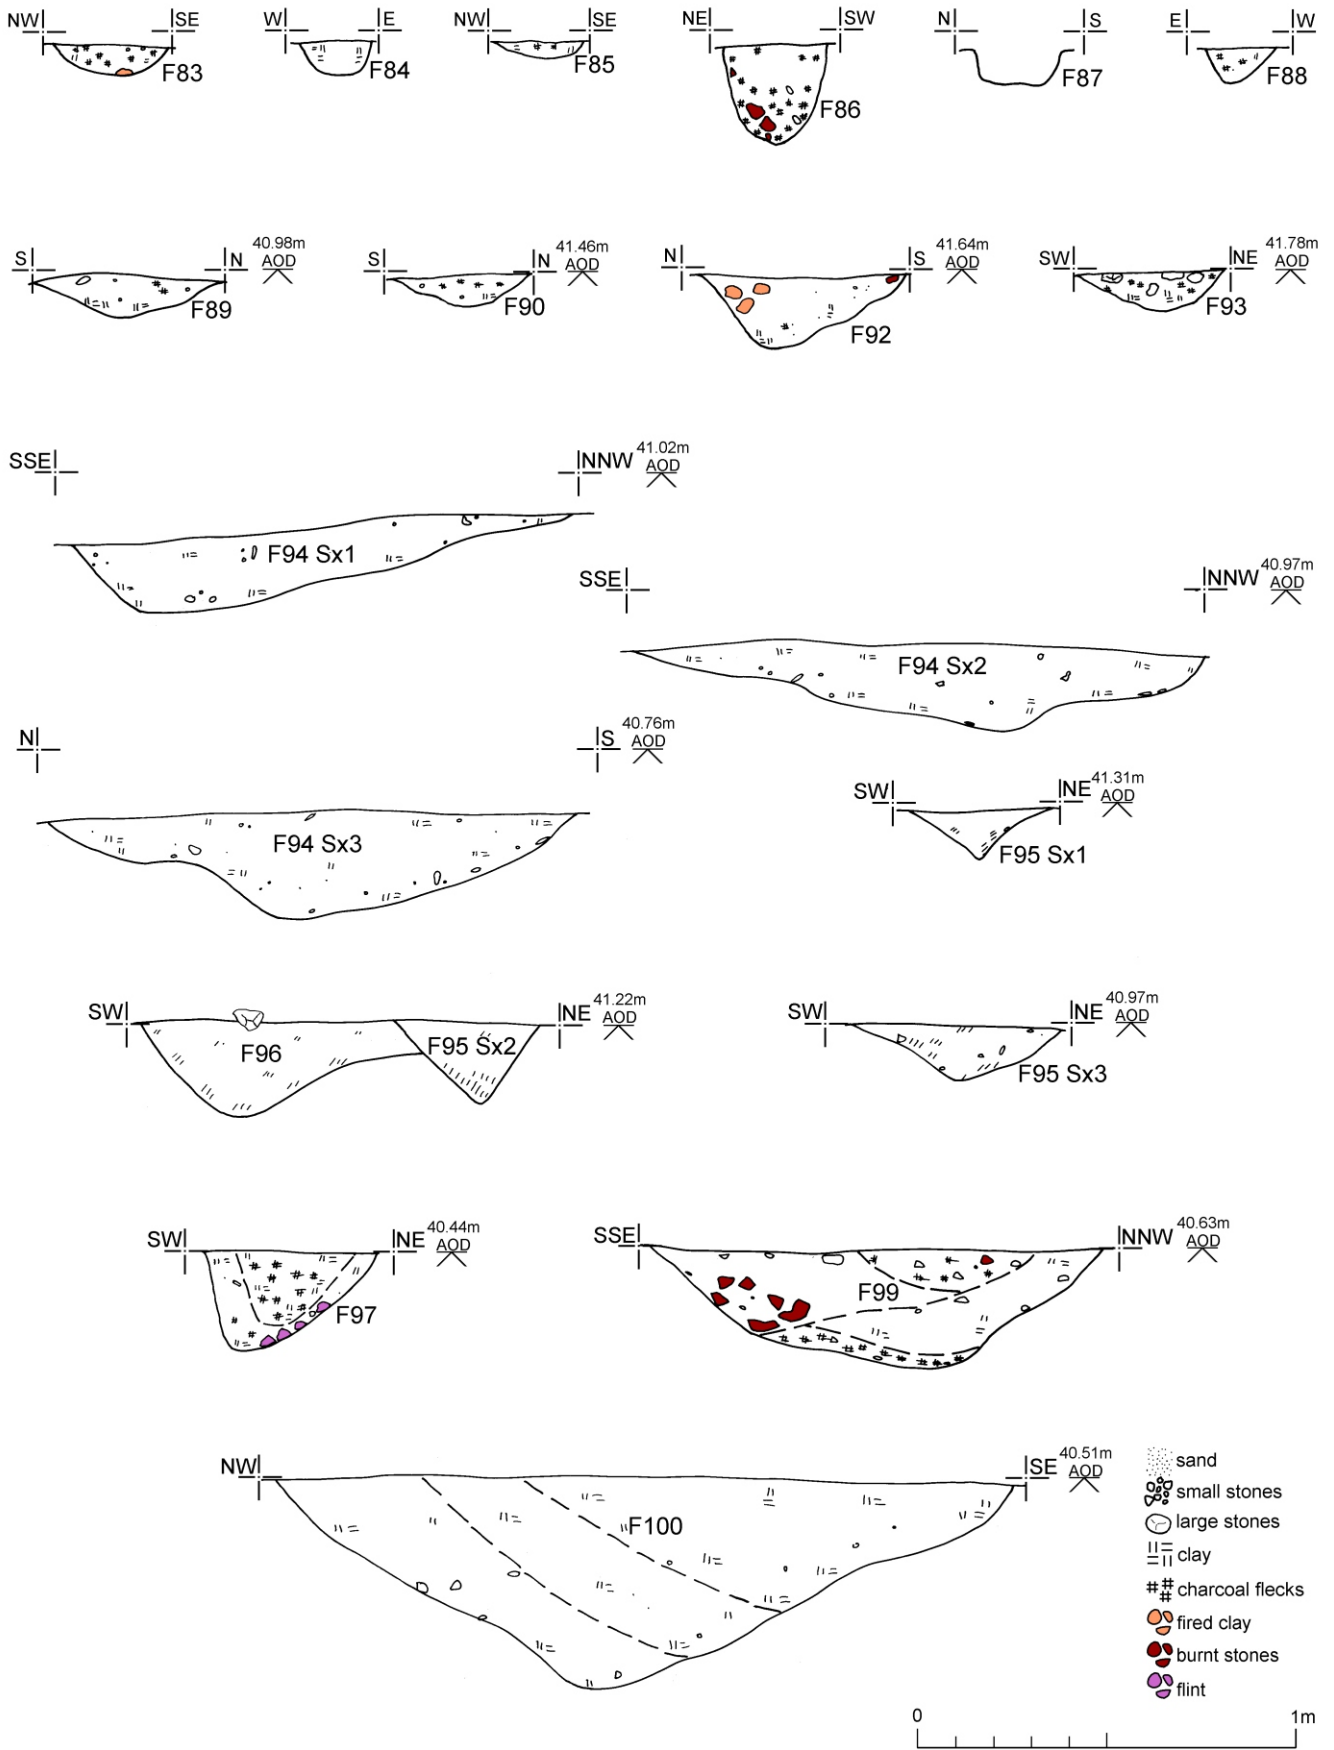 NW SE F83
W E F84
NW SE F85
NE SW F86
N S F87
E W F88
S N 40.98m AOD F89
S N 41.46m AOD F90
N S 41.64m AOD F92
SW NE 41.78m AOD F93
SSE NNW 41.02m AOD
F94 Sx1
SSE NNW 40.97m AOD
F94 Sx2
N S 40.76m AOD
F94 Sx3
SW NE 41.31m AOD
F95 Sx1
SW NE 41.22m AOD
F96 F95 Sx2
SW NE 40.97m AOD
F95 Sx3
SW NE 40.44m AOD
F97
SSE NNW 40.63m AOD
F99
NW SE 40.51m AOD
F100
sand
small stones
large stones
clay
charcoal flecks
fired clay
burnt stones
flint
0 1m